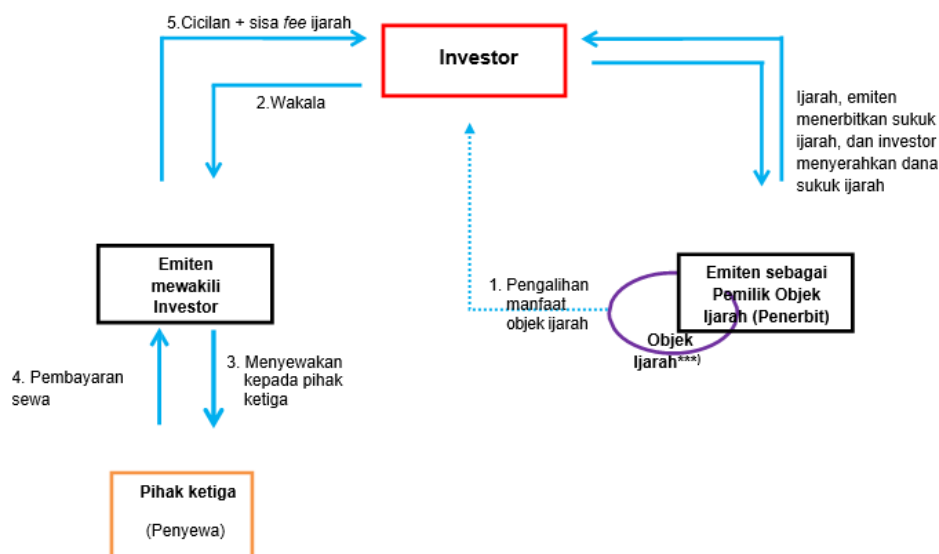 5.Cicilan + sisa fee ijarah
Investor
2.Wakala
Ijarah, emiten
menerbitkan sukuk
ijarah, dan investor
menyerahkan dana
sukuk ijarah
Emiten
mewakili
Investor
1. Pengalihan
manfaat
objek ijarah
Emiten sebagai
Pemilik Objek
Ijarah (Penerbit)
Objek
Ijarah***)
4. Pembayaran
sewa
3. Menyewakan
kepada pihak
ketiga
Pihak ketiga
(Penyewa)